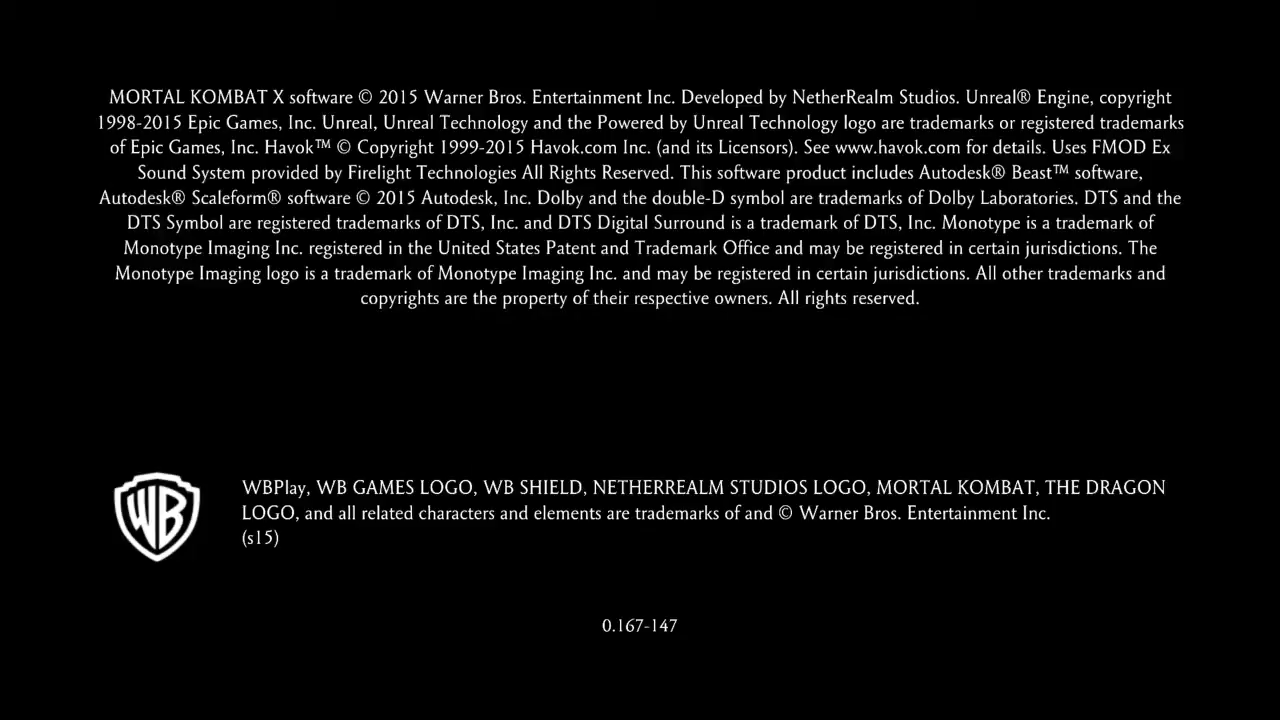 MORTAL KOMBAT X software © 2015 Warner Bros. Entertainment Inc. Developed by NetherRealm Studios. Unreal® Engine, copyright
1998-2015 Epic Games, Inc. Unreal, Unreal Technology and the Powered by Unreal Technology logo are trademarks or registered trademarks
of Epic Games, Inc. Havok™ © Copyright 1999-2015 Havok.com Inc. (and its Licensors). See www.havok.com for details. Uses FMOD Ex
Sound System provided by Firelight Technologies All Rights Reserved. This software product includes Autodesk® Beast™ software,
Autodesk® Scaleform® software © 2015 Autodesk, Inc. Dolby and the double-D symbol are trademarks of Dolby Laboratories. DTS and the
DTS Symbol are registered trademarks of DTS, Inc. and DTS Digital Surround is a trademark of DTS, Inc. Monotype is a trademark of
Monotype Imaging Inc. registered in the United States Patent and Trademark Office and may be registered in certain jurisdictions. The
Monotype Imaging logo is a trademark of Monotype Imaging Inc. and may be registered in certain jurisdictions. All other trademarks and
copyrights are the property of their respective owners. All rights reserved.
WB
WBPlay, WB GAMES LOGO, WB SHIELD, NETHERREALM STUDIOS LOGO, MORTAL KOMBAT, THE DRAGON
LOGO, and all related characters and elements are trademarks of and © Warner Bros. Entertainment Inc.
(s15)
0.167-147